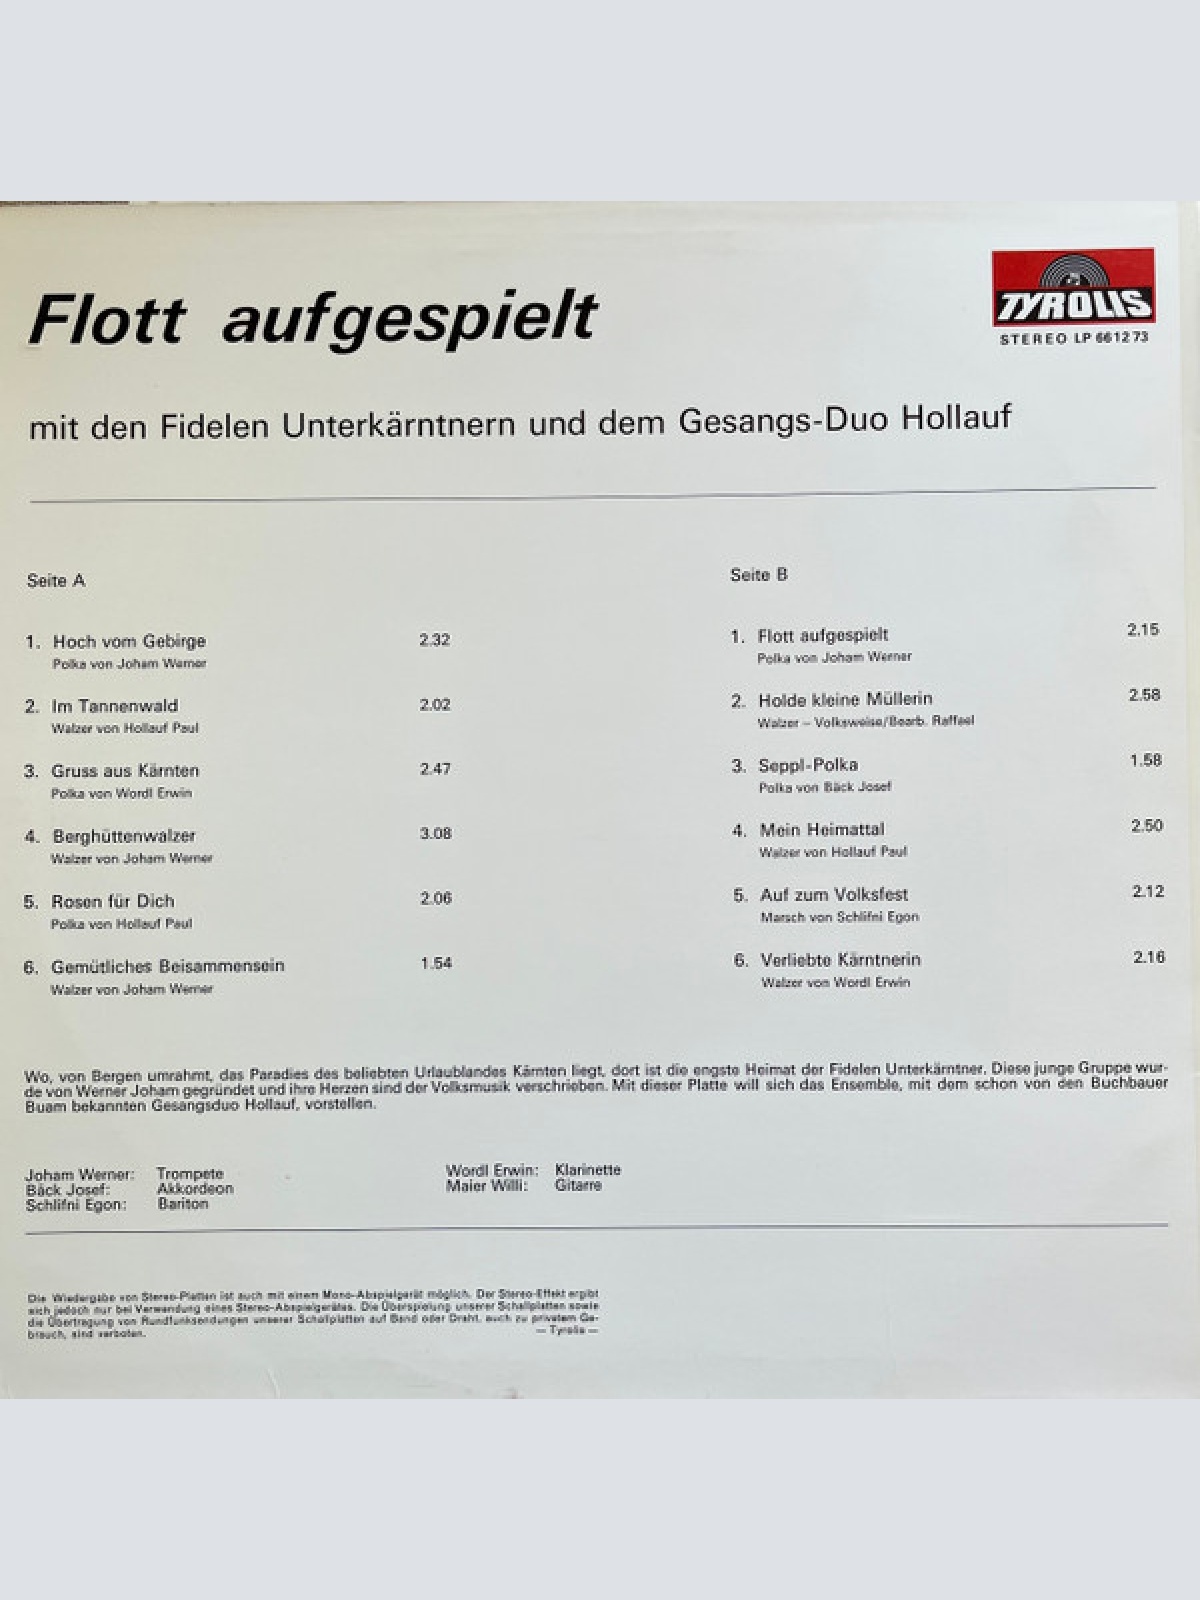 Flott aufgespielt
TYROLIS
STEREO LP 661273
mit den Fidelen Unterkärntnern und dem Gesangs-Duo Hollauf
Seite A
1. Hoch vom Gebirge 2.32
Polka von Joham Werner
2. Im Tannenwald 2.02
Walzer von Hollauf Paul
3. Gruss aus Kärnten 2.47
Polka von Wordl Erwin
4. Berghüttenwalzer 3.08
Walzer von Joham Werner
5. Rosen für Dich 2.06
Polka von Hollauf Paul
6. Gemütliches Beisammensein 1.54
Walzer von Joham Werner
Seite B
1. Flott aufgespielt 2.15
Polka von Joham Werner
2. Holde kleine Müllerin 2.58
Walzer – Volksweise/Bearb. Raffael
3. Seppl-Polka 1.58
Polka von Bäck Josef
4. Mein Heimattal 2.50
Walzer von Hollauf Paul
5. Auf zum Volksfest 2.12
Marsch von Schlifni Egon
6. Verliebte Kärntnerin 2.16
Walzer von Wordl Erwin
Wo, von Bergen umrahmt, das Paradies des beliebten Urlaublandes Kärnten liegt, dort ist die engste Heimat der Fidelen Unterkärntner. Diese junge Gruppe wur-
de von Werner Joham gegründet und ihre Herzen sind der Volksmusik verschrieben. Mit dieser Platte will sich das Ensemble, mit dem schon von den Buchbauer
Buam bekannten Gesangsduo Hollauf, vorstellen.
Joham Werner: Trompete
Bäck Josef: Akkordeon
Schlifni Egon: Bariton
Wordl Erwin: Klarinette
Maier Willi: Gitarre
Die Wiedergabe von Stereo-Platten ist auch mit einem Mono-Abspielgerät möglich. Der Stereo-Effekt ergibt
sich jedoch nur bei Verwendung eines Stereo-Abspielgerätes. Die Überspielung unserer Schallplatten sowie
die Übertragung von Rundfunksendungen unserer Schallplatten auf Band oder Draht, auch zu privatem Ge-
brauch, sind verboten. — Tyrolis —